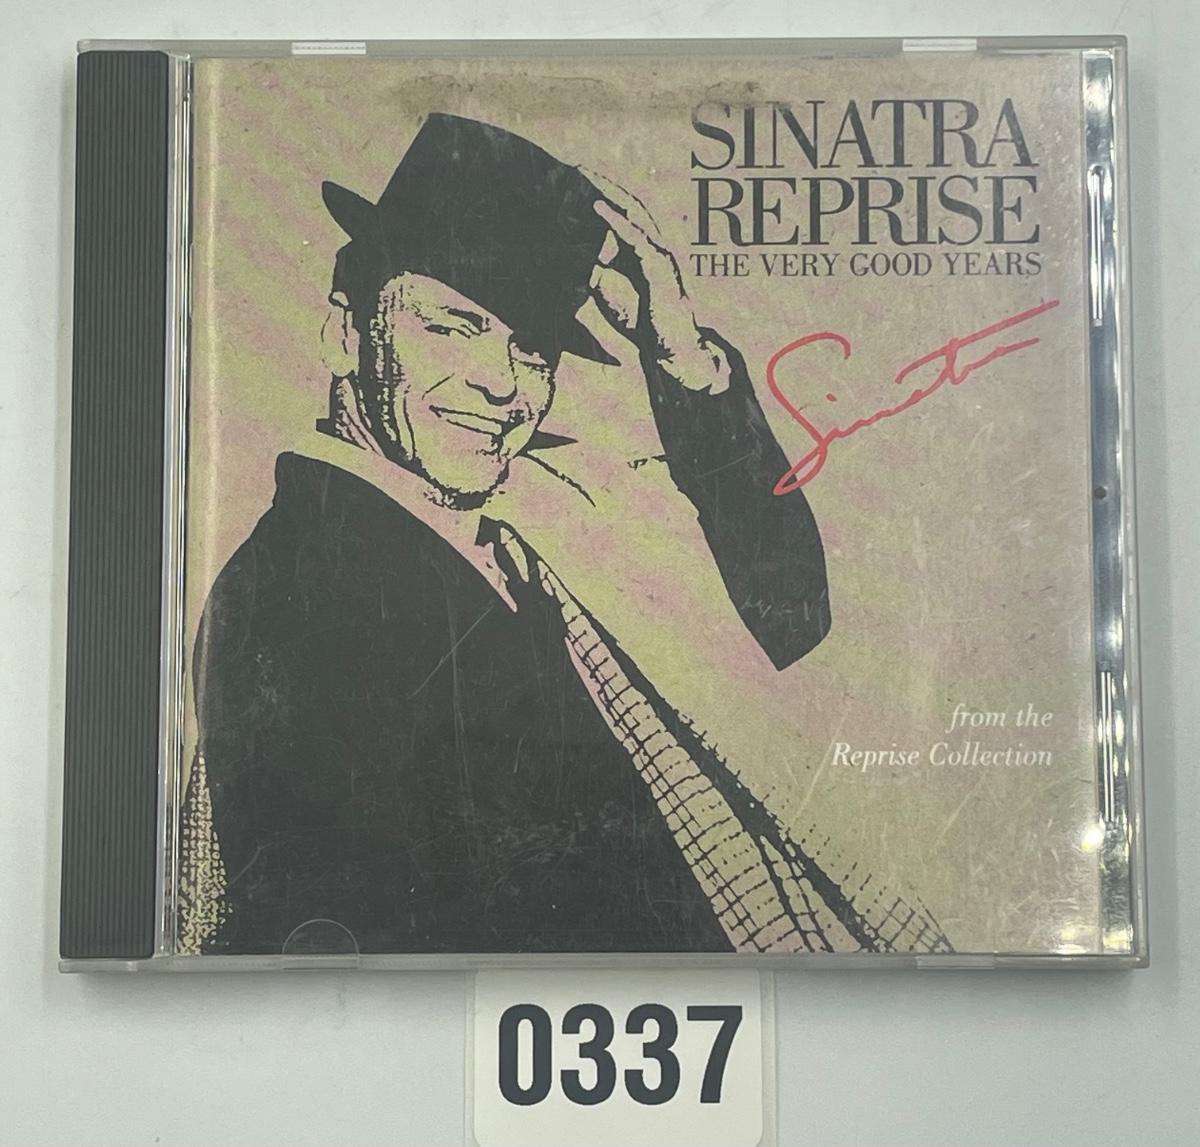 SINATRA
REPRISE
THE VERY GOOD YEARS
Sinatra
from the
Reprise Collection
0337